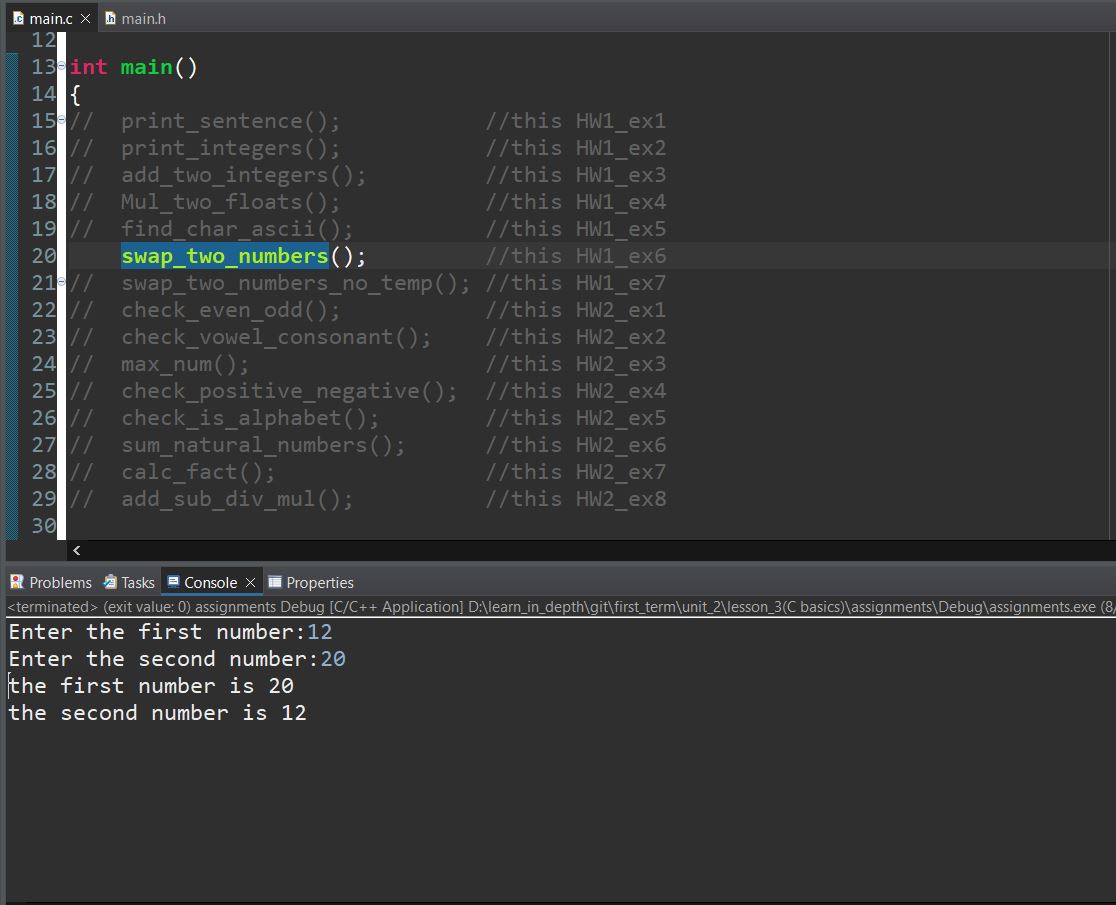 main.c main.h
12
13 int main()
14 {
15 // print_sentence(); //this HW1_ex1
16 // print_integers(); //this HW1_ex2
17 // add_two_integers(); //this HW1_ex3
18 // Mul_two_floats(); //this HW1_ex4
19 // find_char_ascii(); //this HW1_ex5
20 swap_two_numbers(); //this HW1_ex6
21 // swap_two_numbers_no_temp(); //this HW1_ex7
22 // check_even_odd(); //this HW2_ex1
23 // check_vowel_consonant(); //this HW2_ex2
24 // max_num(); //this HW2_ex3
25 // check_positive_negative(); //this HW2_ex4
26 // check_is_alphabet(); //this HW2_ex5
27 // sum_natural_numbers(); //this HW2_ex6
28 // calc_fact(); //this HW2_ex7
29 // add_sub_div_mul(); //this HW2_ex8
30
Problems Tasks Console Properties
<terminated> (exit value: 0) assignments Debug [C/C++ Application] D:\learn_in_depth\git\first_term\unit_2\lesson_3(C basics)\assignments\Debug\assignments.exe (8/
Enter the first number:12
Enter the second number:20
the first number is 20
the second number is 12